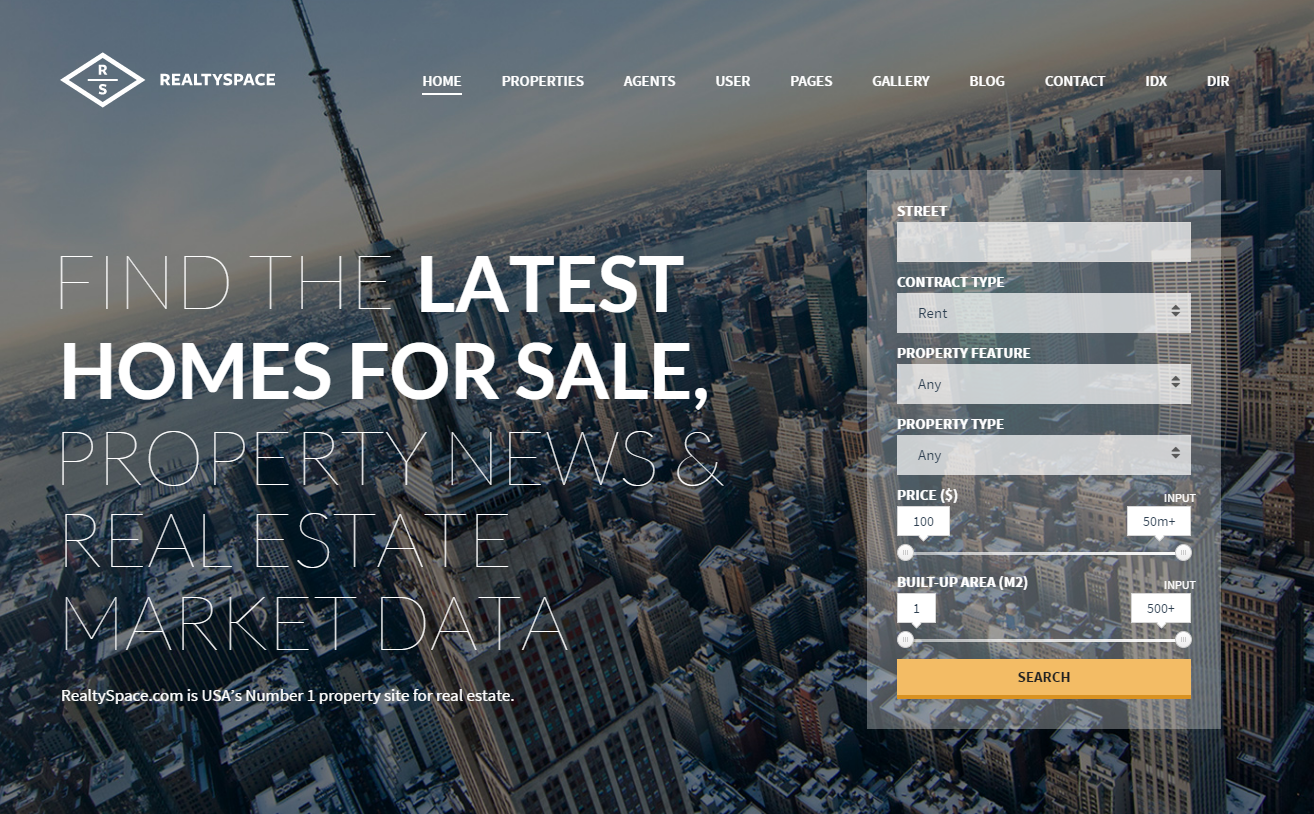 R
S
REALTYSPACE
HOME PROPERTIES AGENTS USER PAGES GALLERY BLOG CONTACT IDX DIR
FIND THE LATEST
HOMES FOR SALE,
PROPERTY NEWS &
REAL ESTATE
MARKET DATA
RealtySpace.com is USA's Number 1 property site for real estate.
STREET
CONTRACT TYPE
Rent
PROPERTY FEATURE
Any
PROPERTY TYPE
Any
PRICE ($) INPUT
100 50m+
BUILT-UP AREA (M2) INPUT
1 500+
SEARCH